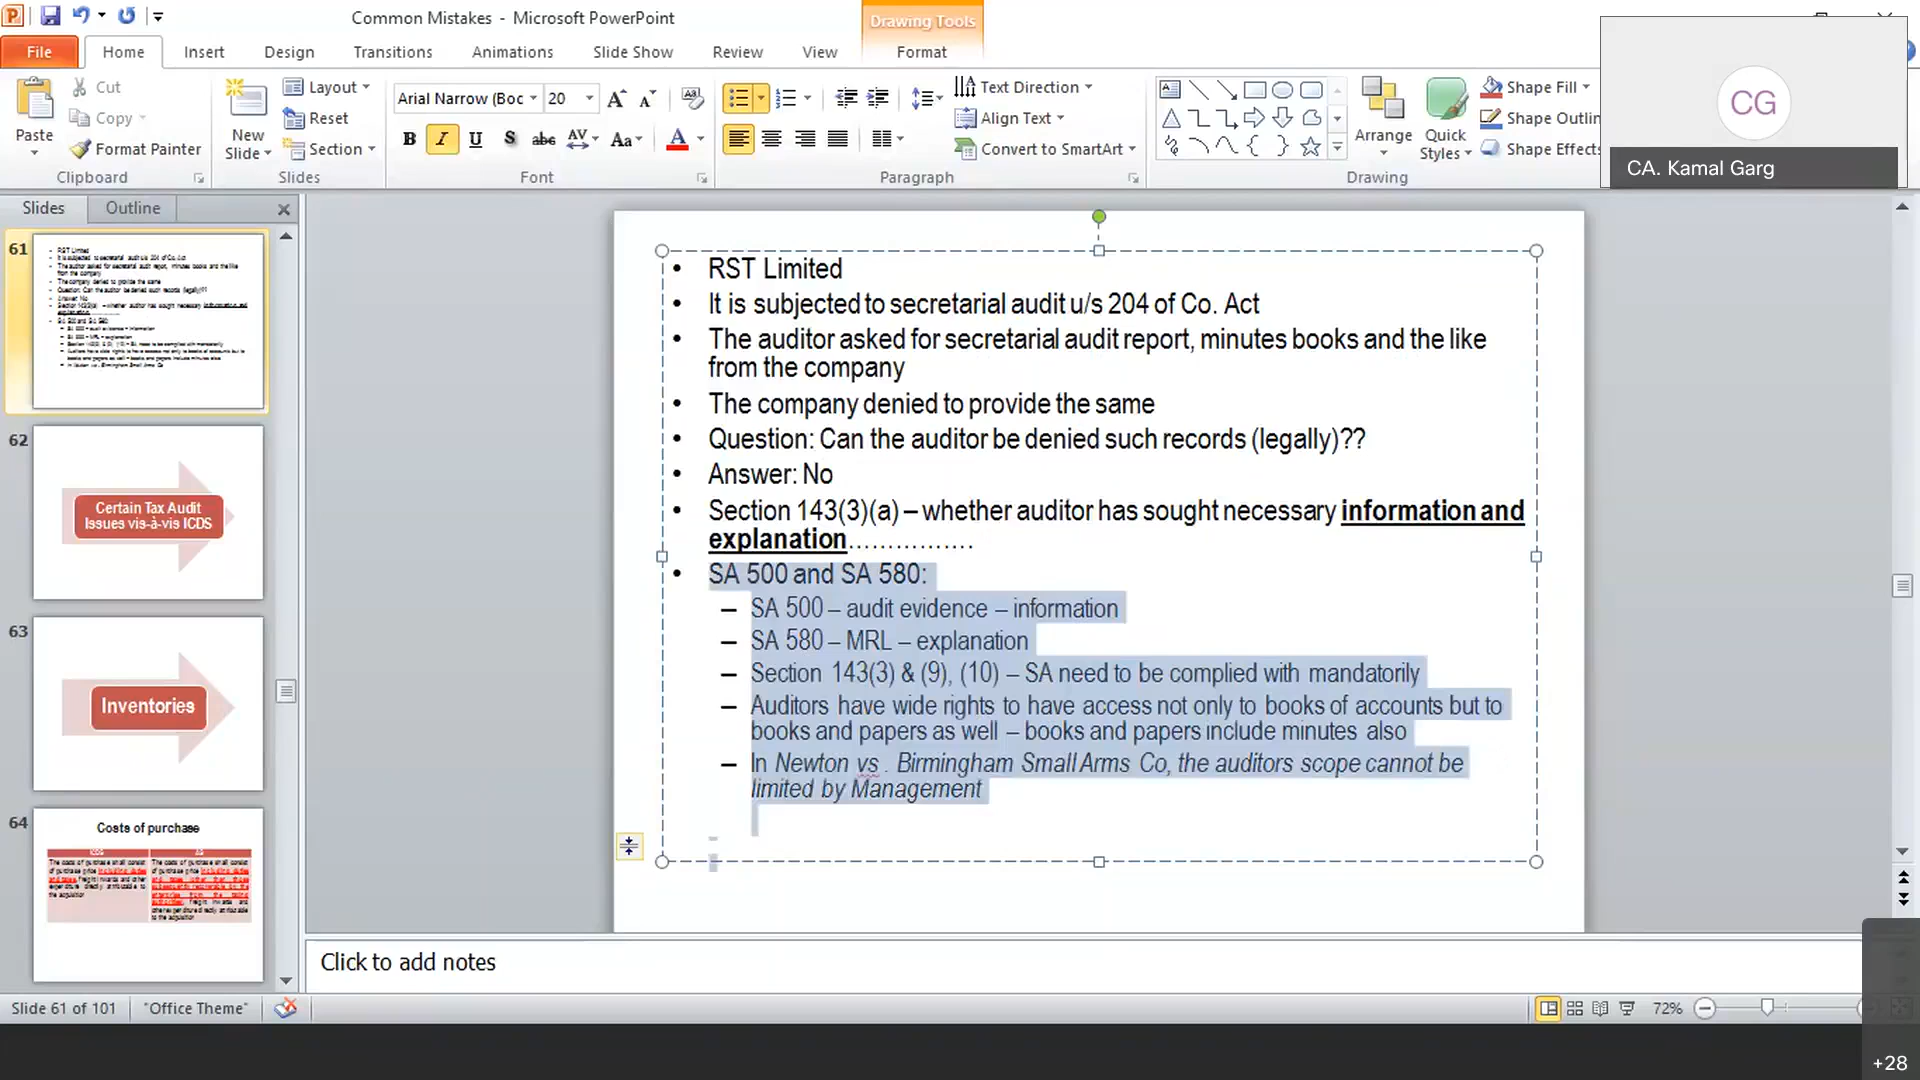 Common Mistakes - Microsoft PowerPoint
Drawing Tools
File Home Insert Design Transitions Animations Slide Show Review View Format
Cut
Copy
Format Painter
Paste
Clipboard
New
Slide
Layout
Reset
Section
Slides
Arial Narrow (Boc 20
Font
Text Direction
Align Text
Convert to SmartArt
Paragraph
Arrange
Quick
Styles
Shape Fill
Shape Outlin
Shape Effects
Drawing
CG
CA. Kamal Garg
Slides Outline
61
62
Certain Tax Audit
Issues vis-à-vis ICDS
63
Inventories
64
Costs of purchase
• RST Limited
• It is subjected to secretarial audit u/s 204 of Co. Act
• The auditor asked for secretarial audit report, minutes books and the like
from the company
• The company denied to provide the same
• Question: Can the auditor be denied such records (legally)??
• Answer: No
• Section 143(3)(a) – whether auditor has sought necessary information and
explanation……………
• SA 500 and SA 580:
– SA 500 – audit evidence – information
– SA 580 – MRL – explanation
– Section 143(3) & (9), (10) – SA need to be complied with mandatorily
– Auditors have wide rights to have access not only to books of accounts but to
books and papers as well – books and papers include minutes also
– In Newton vs . Birmingham Small Arms Co, the auditors scope cannot be
limited by Management
Click to add notes
Slide 61 of 101 "Office Theme" 72%
+28